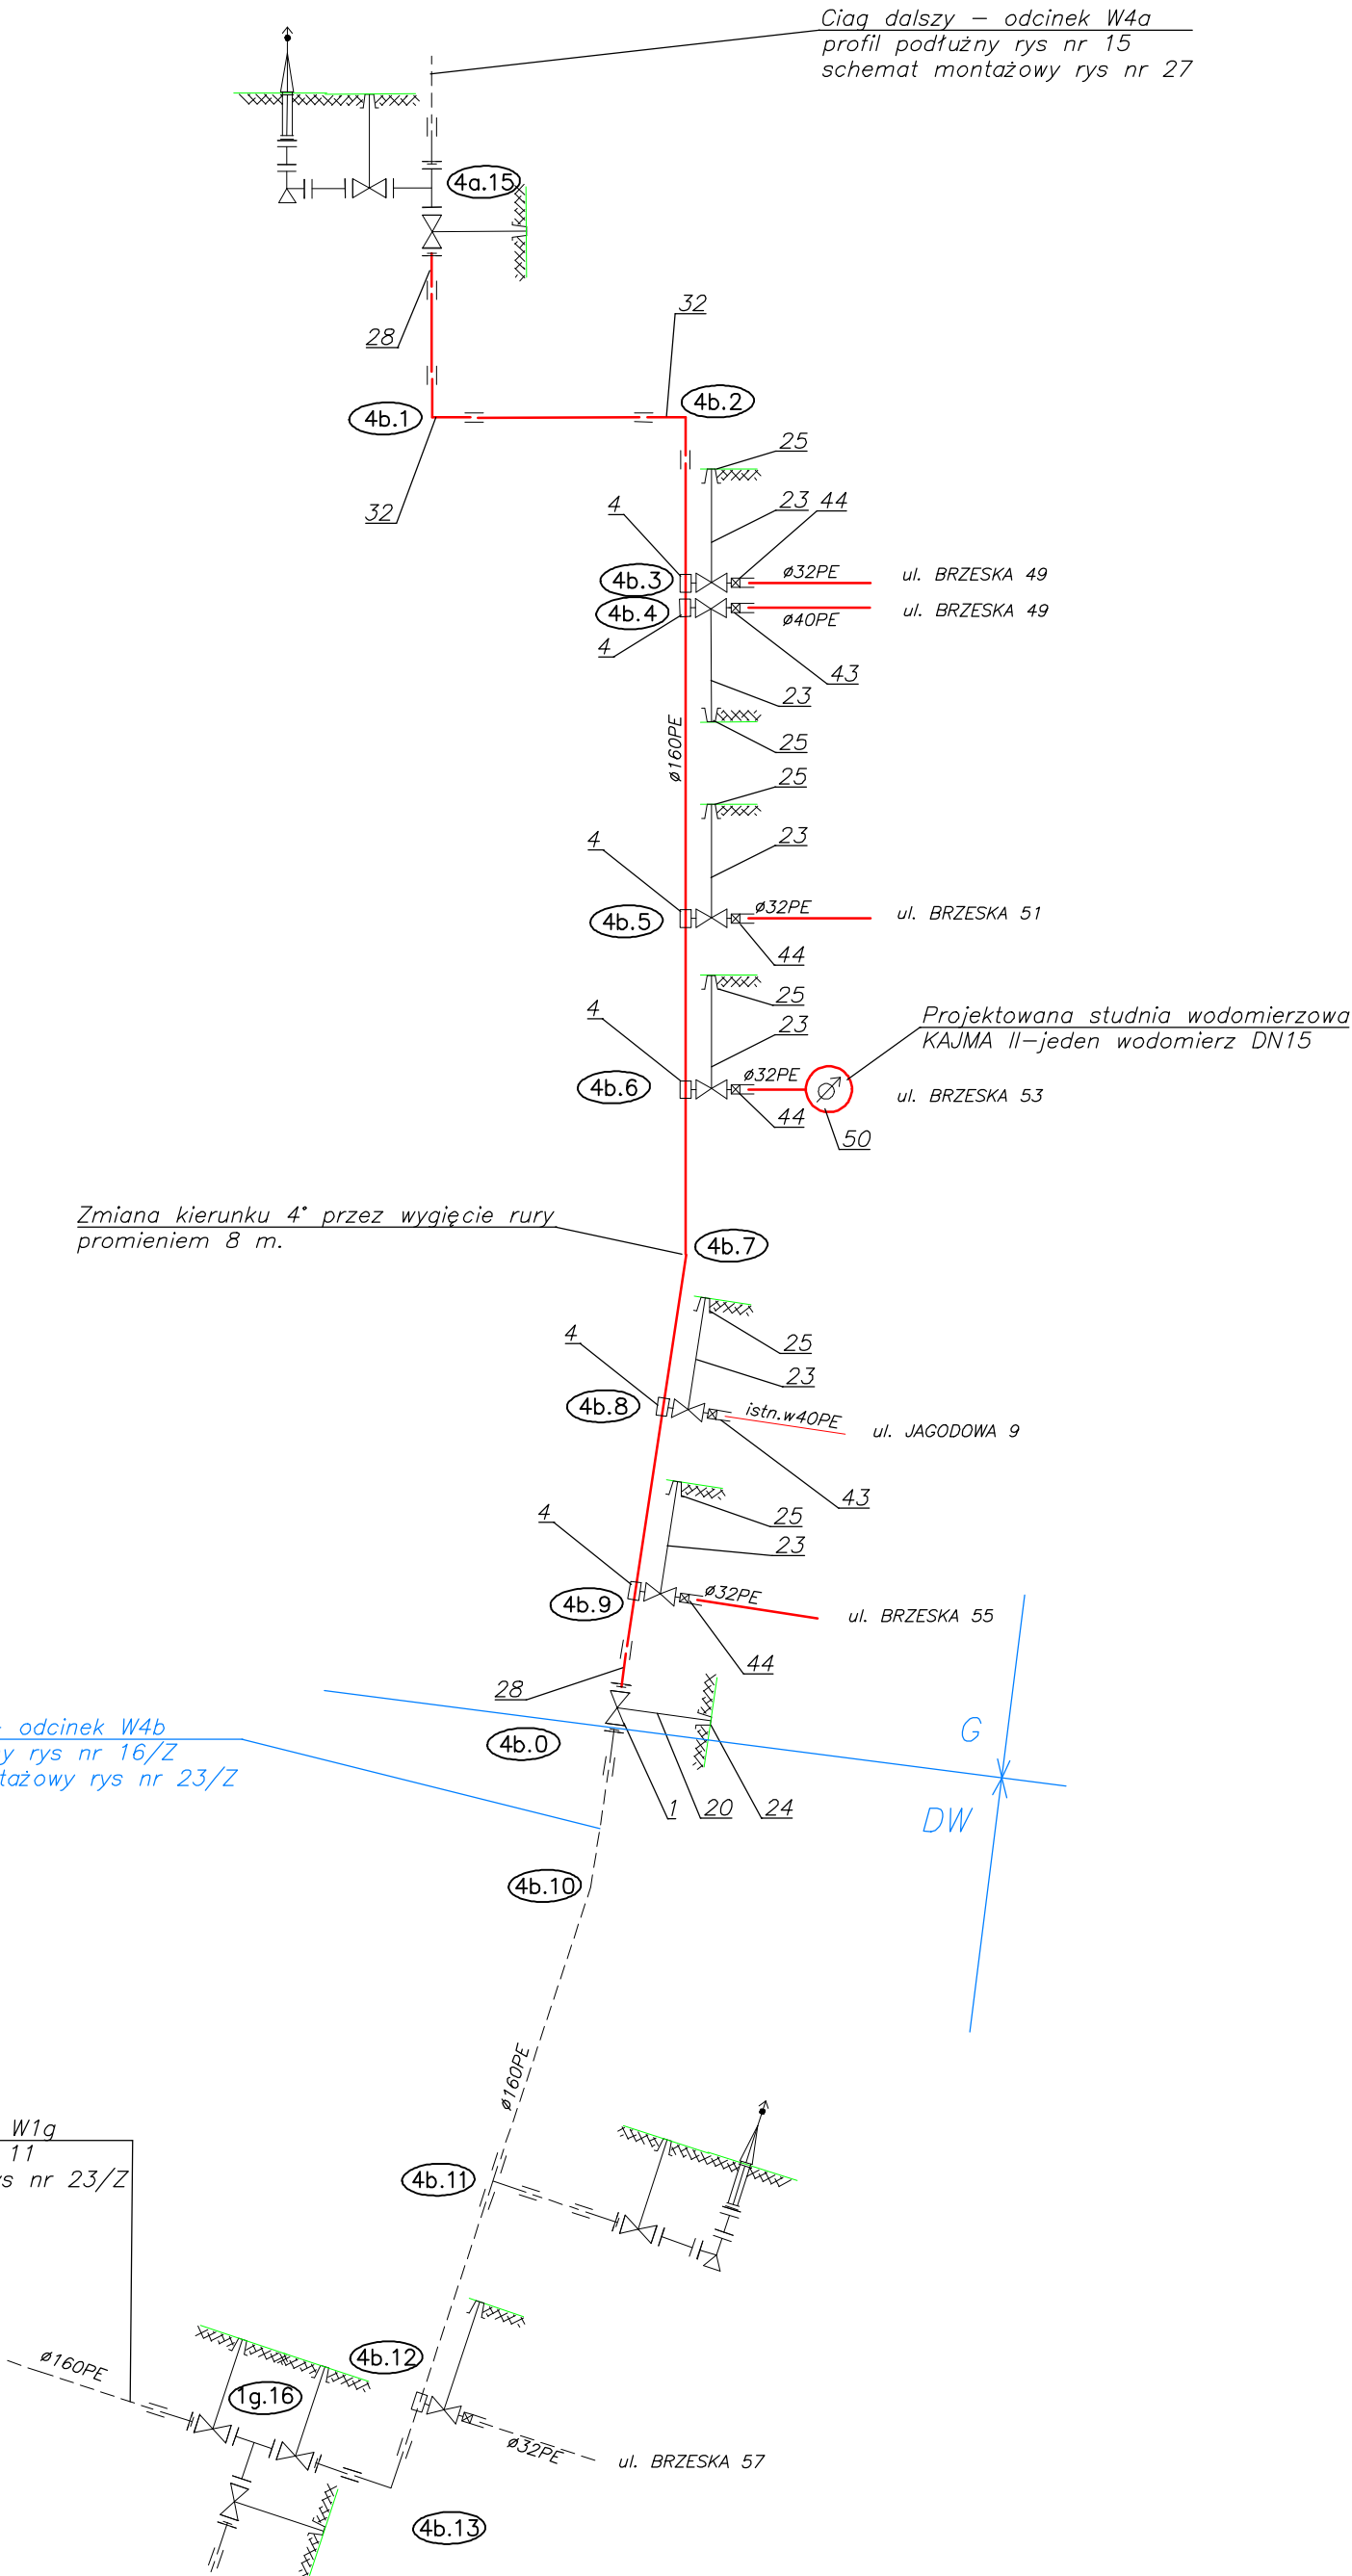 Ciąg dalszy – odcinek W4a
profil podłużny rys nr 15
schemat montażowy rys nr 27
4a.15
28
32
4b.1
4b.2
32
25
23
44
4
4b.3
ø32PE
ul. BRZESKA 49
4b.4
ø40PE
ul. BRZESKA 49
4
43
23
ø160PE
25
25
23
4
ø32PE
ul. BRZESKA 51
4b.5
44
25
4
23
Projektowana studnia wodomierzowa
KAJMA II–jeden wodomierz DN15
4b.6
ø32PE
ul. BRZESKA 53
44
50
Zmiana kierunku 4° przez wygięcie rury
promieniem 8 m.
4b.7
25
4
23
4b.8
istn.w40PE
ul. JAGODOWA 9
43
25
4
23
4b.9
ø32PE
ul. BRZESKA 55
44
28
odcinek W4b
y rys nr 16/Z
tażowy rys nr 23/Z
4b.0
G
1
20
24
DW
4b.10
ø160PE
W1g
11
ys nr 23/Z
4b.11
ø160PE
1g.16
4b.12
ø32PE
ul. BRZESKA 57
4b.13